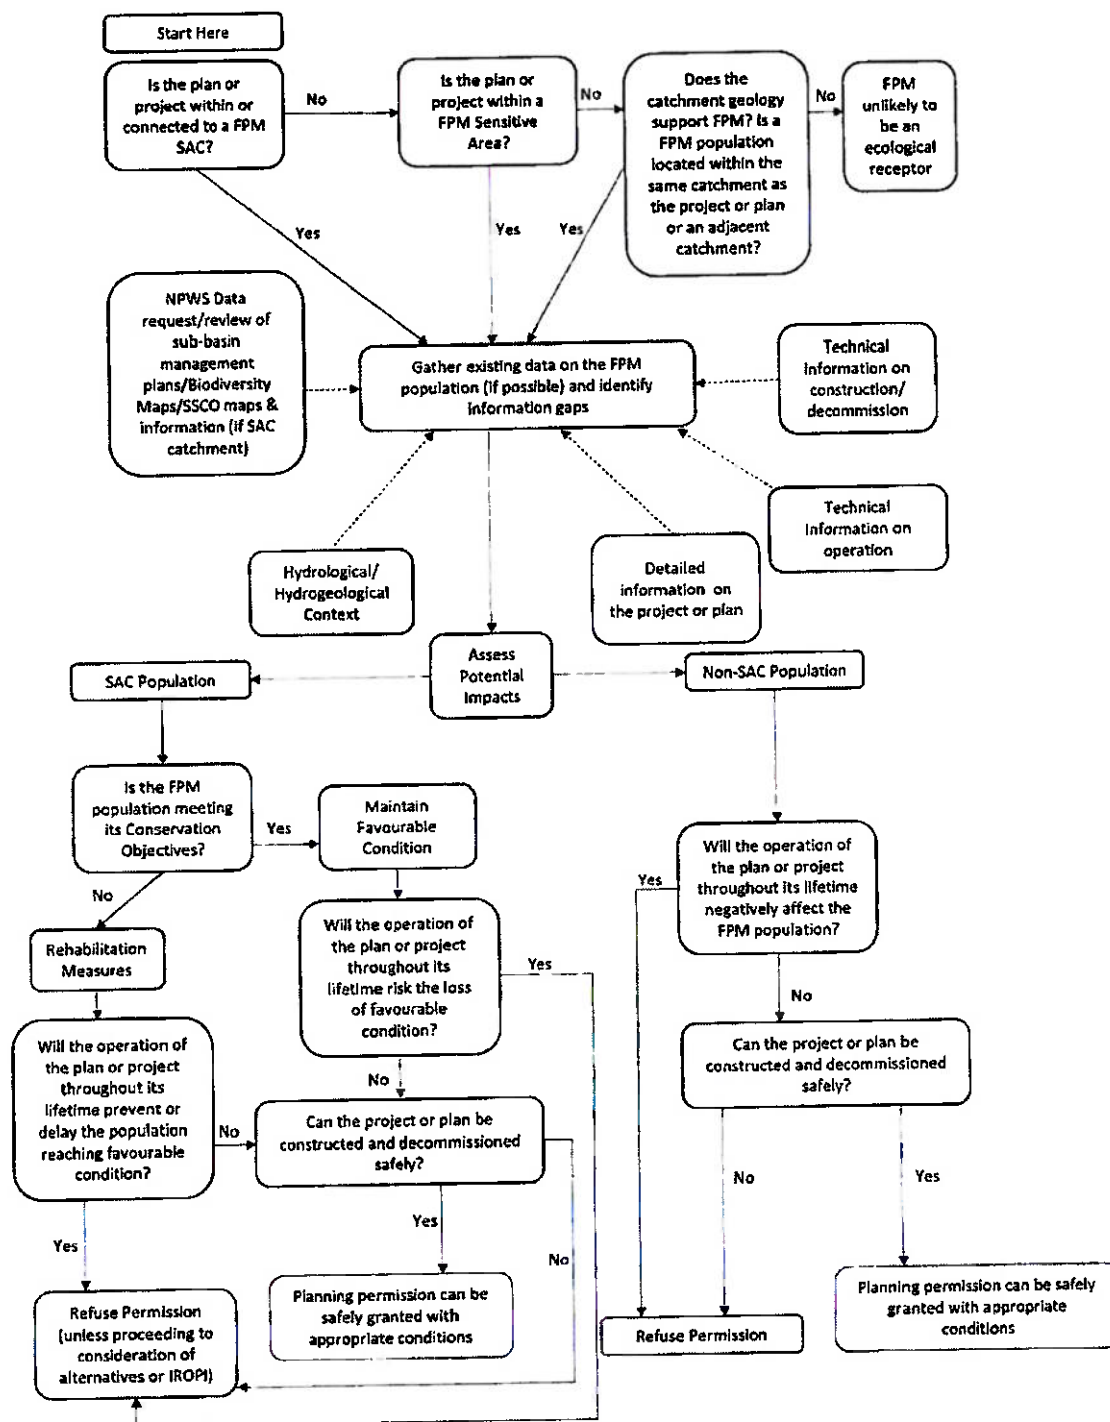 Start Here
Is the plan or
project within or
connected to a FPM
SAC?
No
Is the plan or
project within a
FPM Sensitive
Area?
No
Does the
catchment geology
support FPM? Is a
FPM population
located within the
same catchment as
the project or plan
or an adjacent
catchment?
No
FPM
unlikely to
be an
ecological
receptor
Yes
Yes
Yes
NPWS Data
request/review of
sub-basin
management
plans/Biodiversity
Maps/SSCO maps &
information (if SAC
catchment)
Gather existing data on the FPM
population (if possible) and identify
information gaps
Technical
Information on
construction/
decommission
Technical
Information on
operation
Hydrological/
Hydrogeological
Context
Detailed
information on
the project or plan
Assess
Potential
Impacts
SAC Population
Non-SAC Population
Is the FPM
population meeting
its Conservation
Objectives?
Yes
Maintain
Favourable
Condition
No
Rehabilitation
Measures
Will the operation of
the plan or project
throughout its
lifetime risk the loss
of favourable
condition?
Yes
Will the operation of
the plan or project
throughout its lifetime
negatively affect the
FPM population?
Yes
No
Will the operation of
the plan or project
throughout its
lifetime prevent or
delay the population
reaching favourable
condition?
No
No
Can the project or plan be
constructed and decommissioned
safely?
Can the project or plan be
constructed and decommissioned
safely?
Yes
Yes
No
No
Yes
Refuse Permission
(unless proceeding to
consideration of
alternatives or IROPI)
Planning permission can be
safely granted with
appropriate conditions
Refuse Permission
Planning permission can be safely
granted with appropriate
conditions